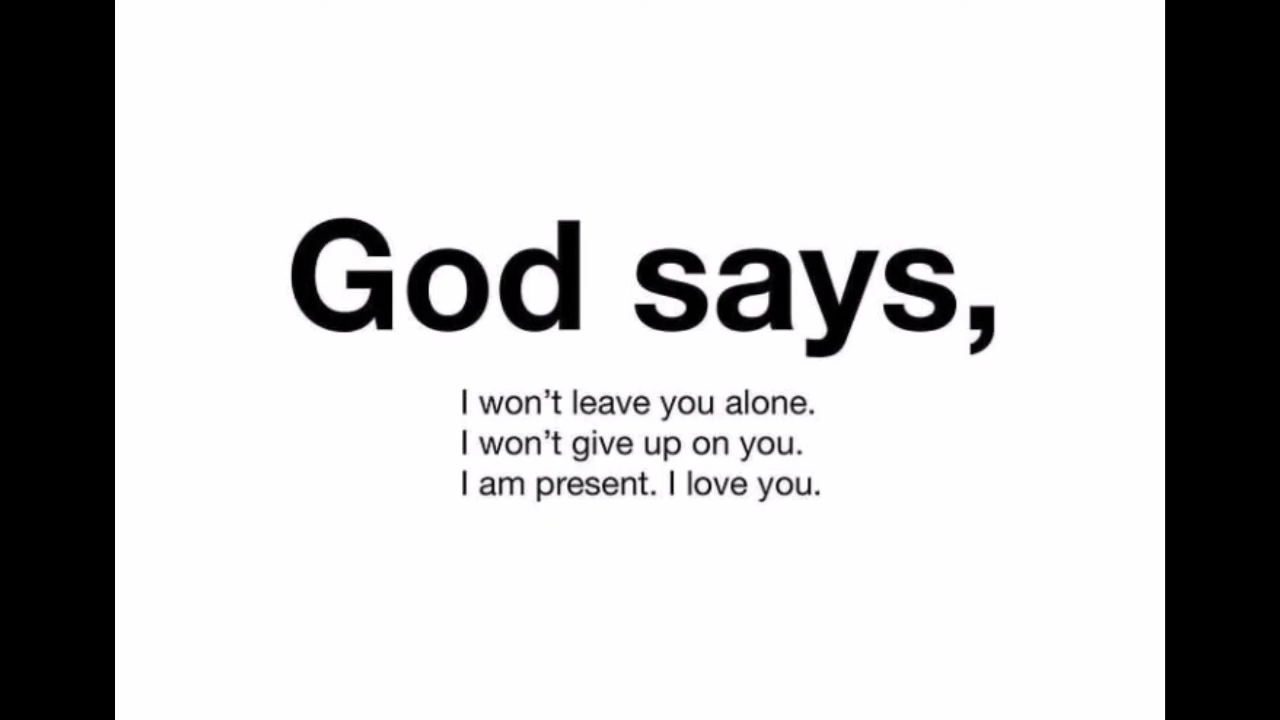 God says,
I won’t leave you alone.
I won’t give up on you.
I am present. I love you.